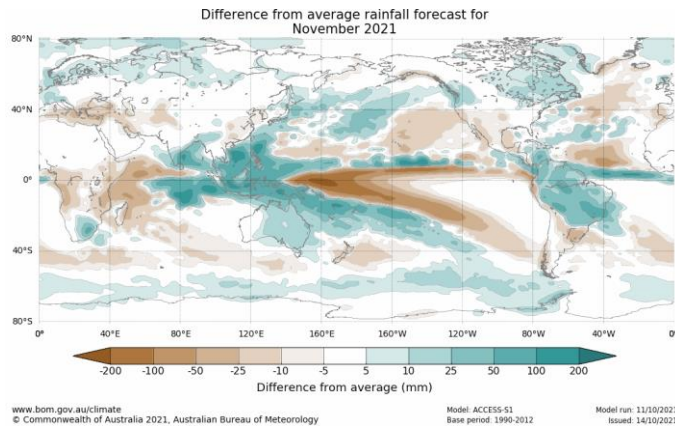 Difference from average rainfall forecast for
November 2021
80°N
40°N
0°
40°S
80°S
0° 40°E 80°E 120°E 160°E 160°W 120°W 80°W 40°W 0°
-200 -100 -50 -25 -10 -5 5 10 25 50 100 200
Difference from average (mm)
www.bom.gov.au/climate
© Commonwealth of Australia 2021, Australian Bureau of Meteorology
Model: ACCESS-S1 Model run: 11/10/2021
Base period: 1990-2012 Issued: 14/10/2021